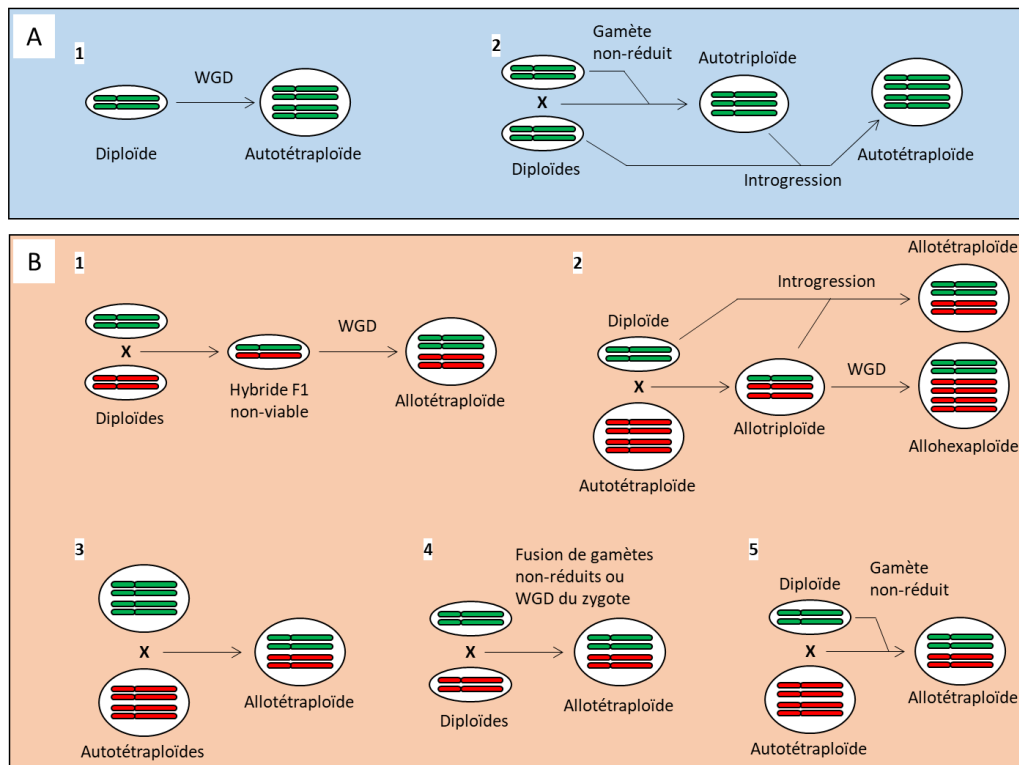 A
1
WGD
Diploïde
Autotétraploïde
2
Gamète
non-réduit
X
Diploïdes
Autotriploïde
Introgression
Autotétraploïde
B
1
X
Diploïdes
Hybride F1
non-viable
WGD
Allotétraploïde
2
Diploïde
X
Autotétraploïde
Introgression
Allotriploïde
WGD
Allotétraploïde
Allohexaploïde
3
X
Autotétraploïdes
Allotétraploïde
4
Fusion de gamètes
non-réduits ou
WGD du zygote
X
Diploïdes
Allotétraploïde
5
Diploïde
Gamète
non-réduit
X
Autotétraploïde
Allotétraploïde